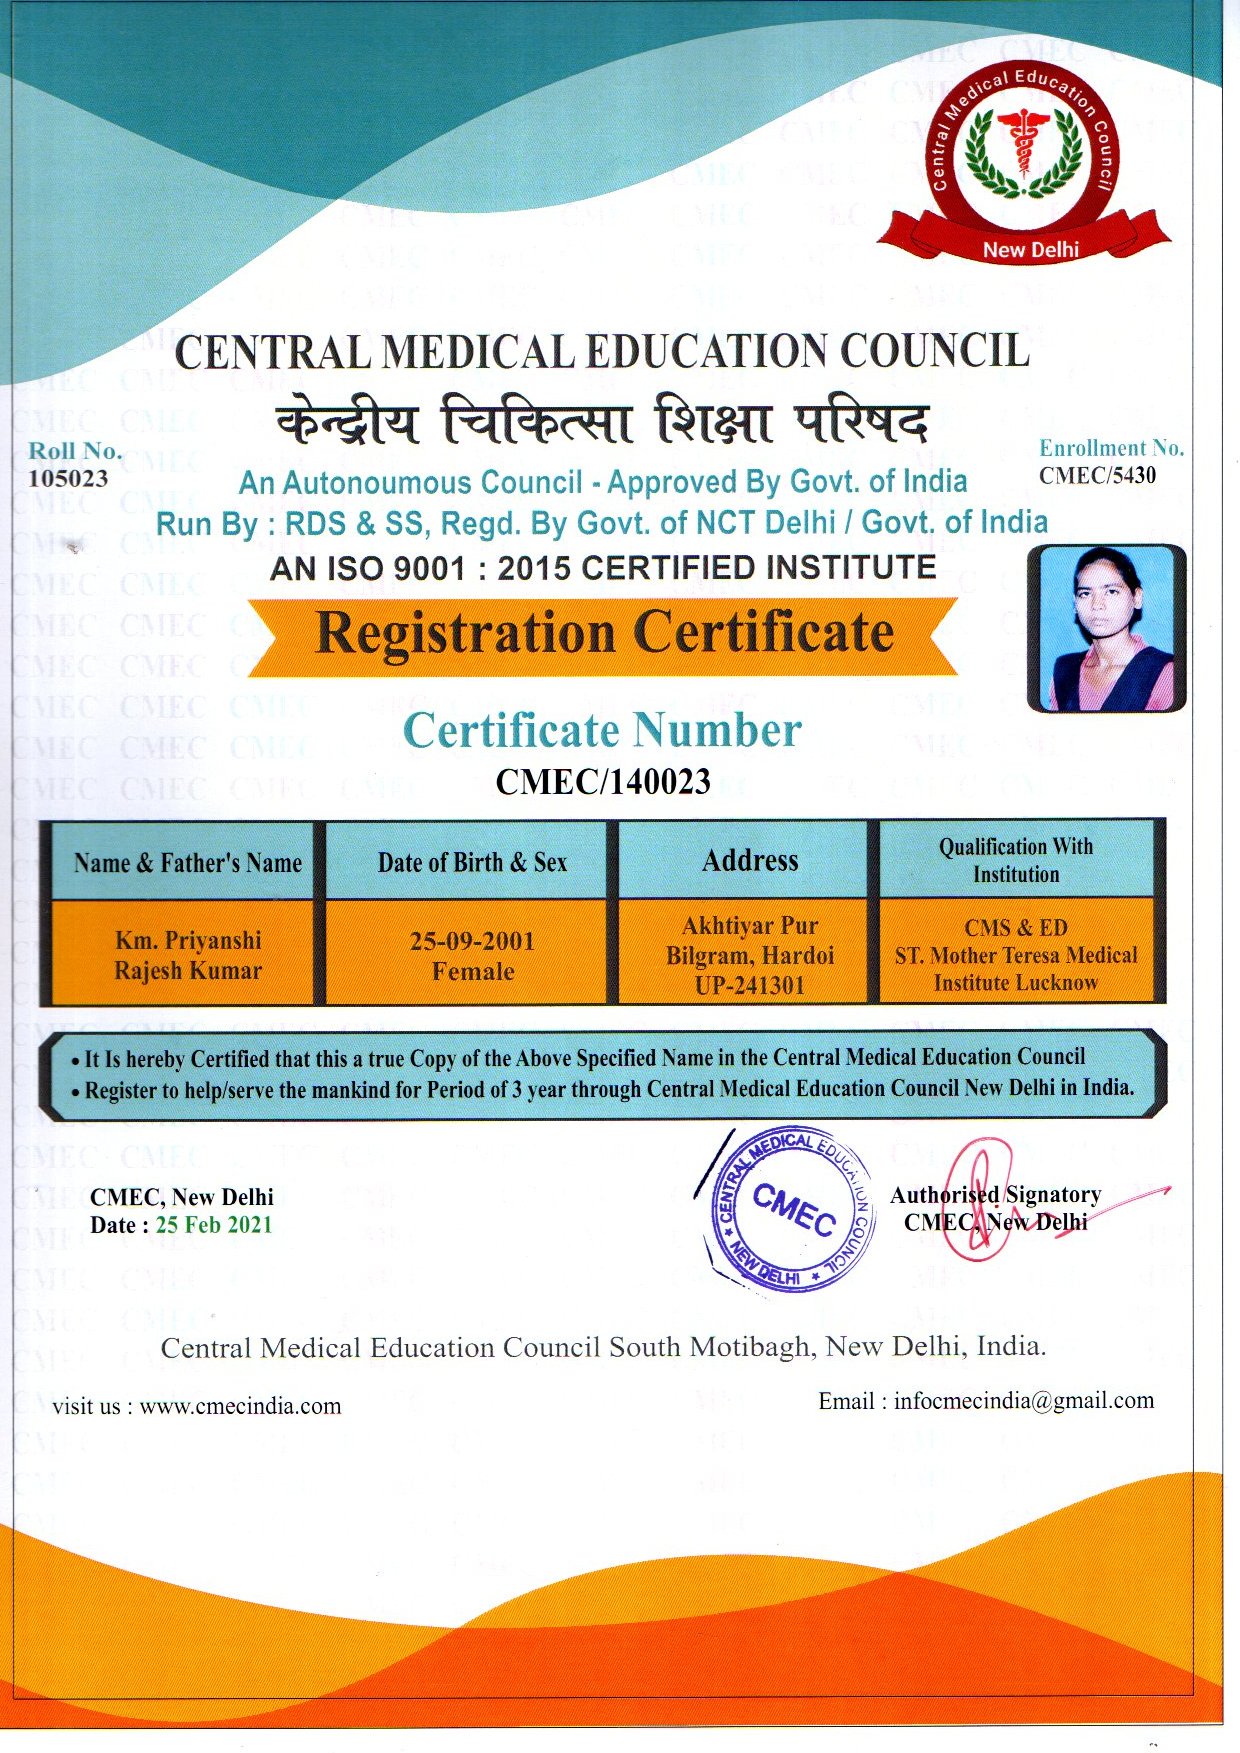 Central Medical Education Council
New Delhi
CENTRAL MEDICAL EDUCATION COUNCIL
केन्द्रीय चिकित्सा शिक्षा परिषद
Roll No.
105023
Enrollment No.
CMEC/5430
An Autonoumous Council - Approved By Govt. of India
Run By : RDS & SS, Regd. By Govt. of NCT Delhi / Govt. of India
AN ISO 9001 : 2015 CERTIFIED INSTITUTE
Registration Certificate
Certificate Number
CMEC/140023
Name & Father's Name
Date of Birth & Sex
Address
Qualification With
Institution
Km. Priyanshi
Rajesh Kumar
25-09-2001
Female
Akhtiyar Pur
Bilgram, Hardoi
UP-241301
CMS & ED
ST. Mother Teresa Medical
Institute Lucknow
• It Is hereby Certified that this a true Copy of the Above Specified Name in the Central Medical Education Council
• Register to help/serve the mankind for Period of 3 year through Central Medical Education Council New Delhi in India.
CMEC, New Delhi
Date : 25 Feb 2021
CENTRAL MEDICAL EDUCATION COUNCIL
CMEC
NEW DELHI
Authorised Signatory
CMEC, New Delhi
Central Medical Education Council South Motibagh, New Delhi, India.
visit us : www.cmecindia.com
Email : infocmecindia@gmail.com